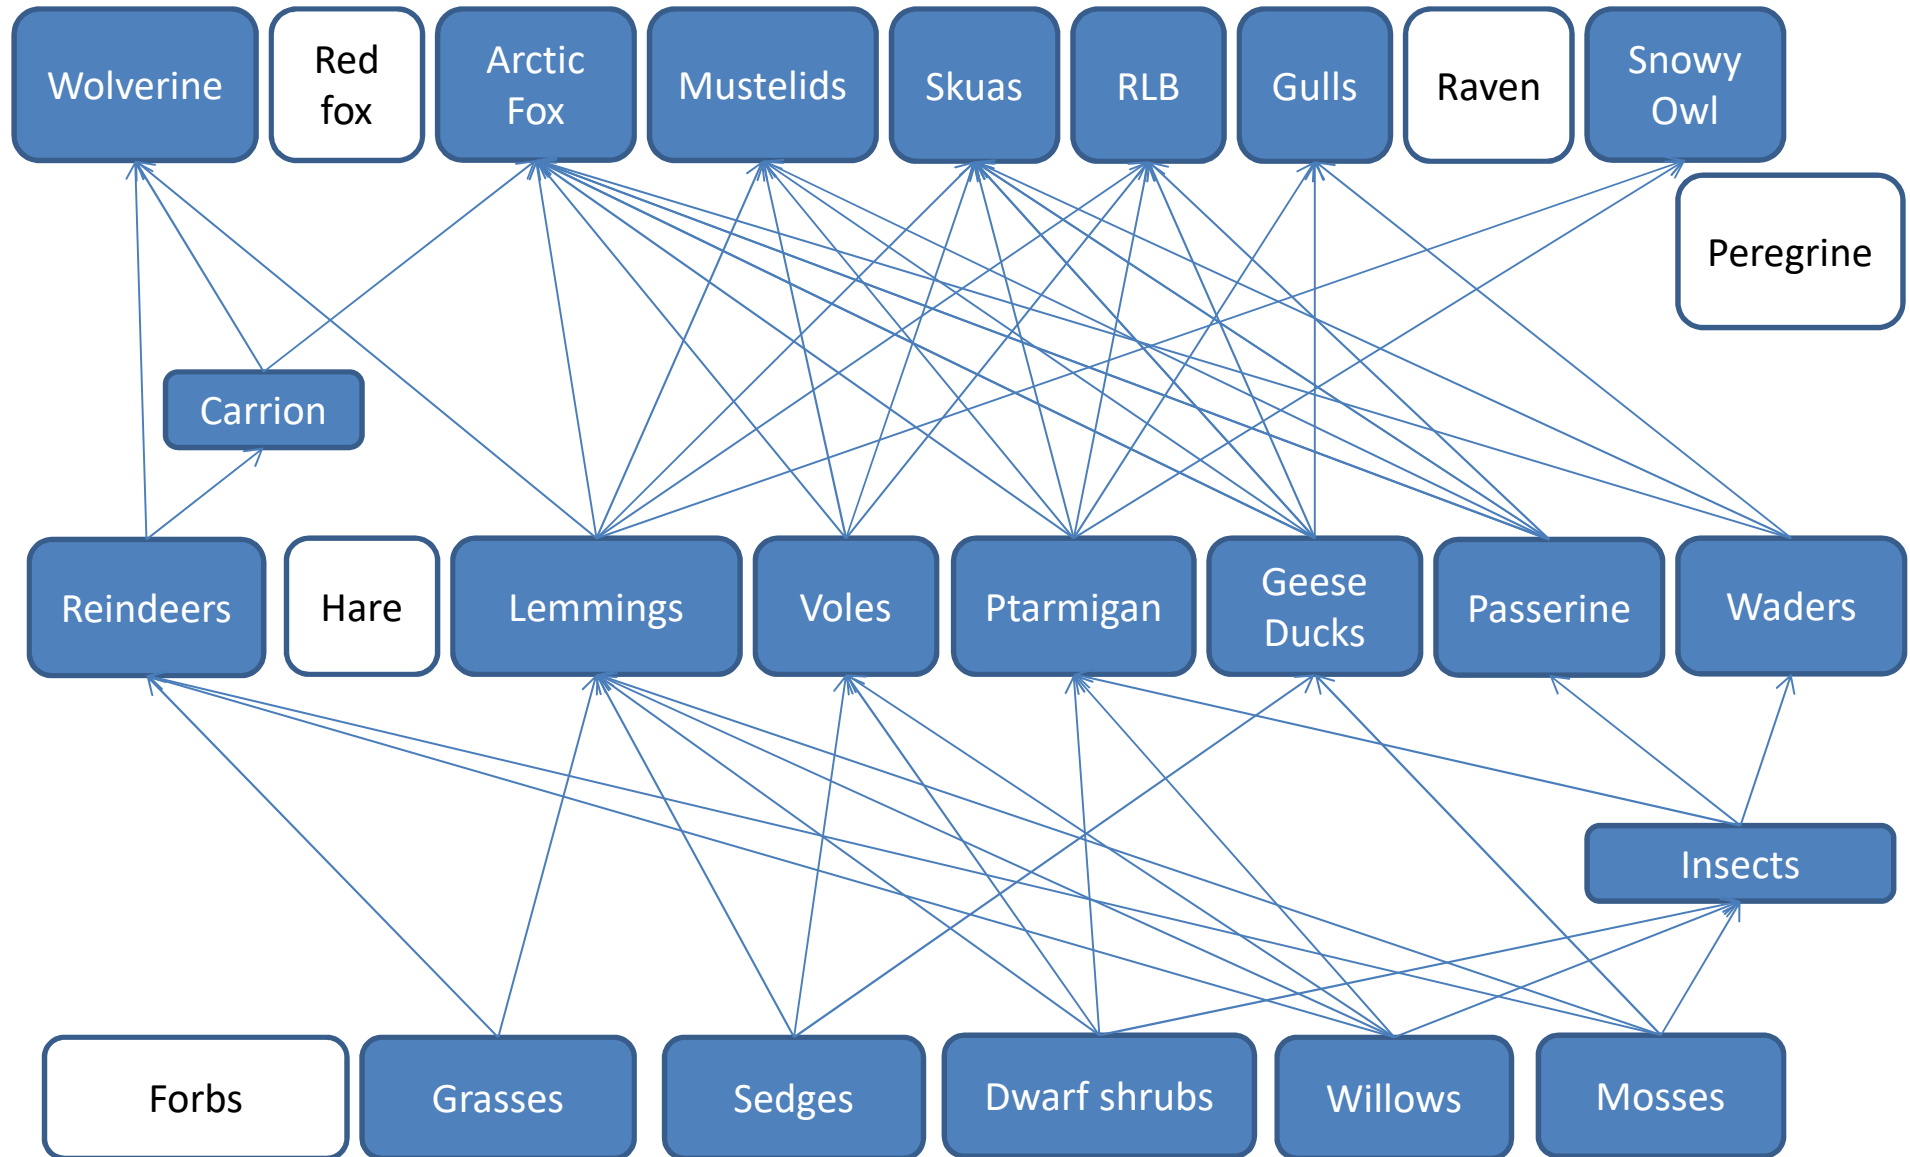 Wolverine
Red
fox
Arctic
Fox
Mustelids
Skuas
RLB
Gulls
Raven
Snowy
Owl
Peregrine
Carrion
Reindeers
Hare
Lemmings
Voles
Ptarmigan
Geese
Ducks
Passerine
Waders
Insects
Forbs
Grasses
Sedges
Dwarf shrubs
Willows
Mosses